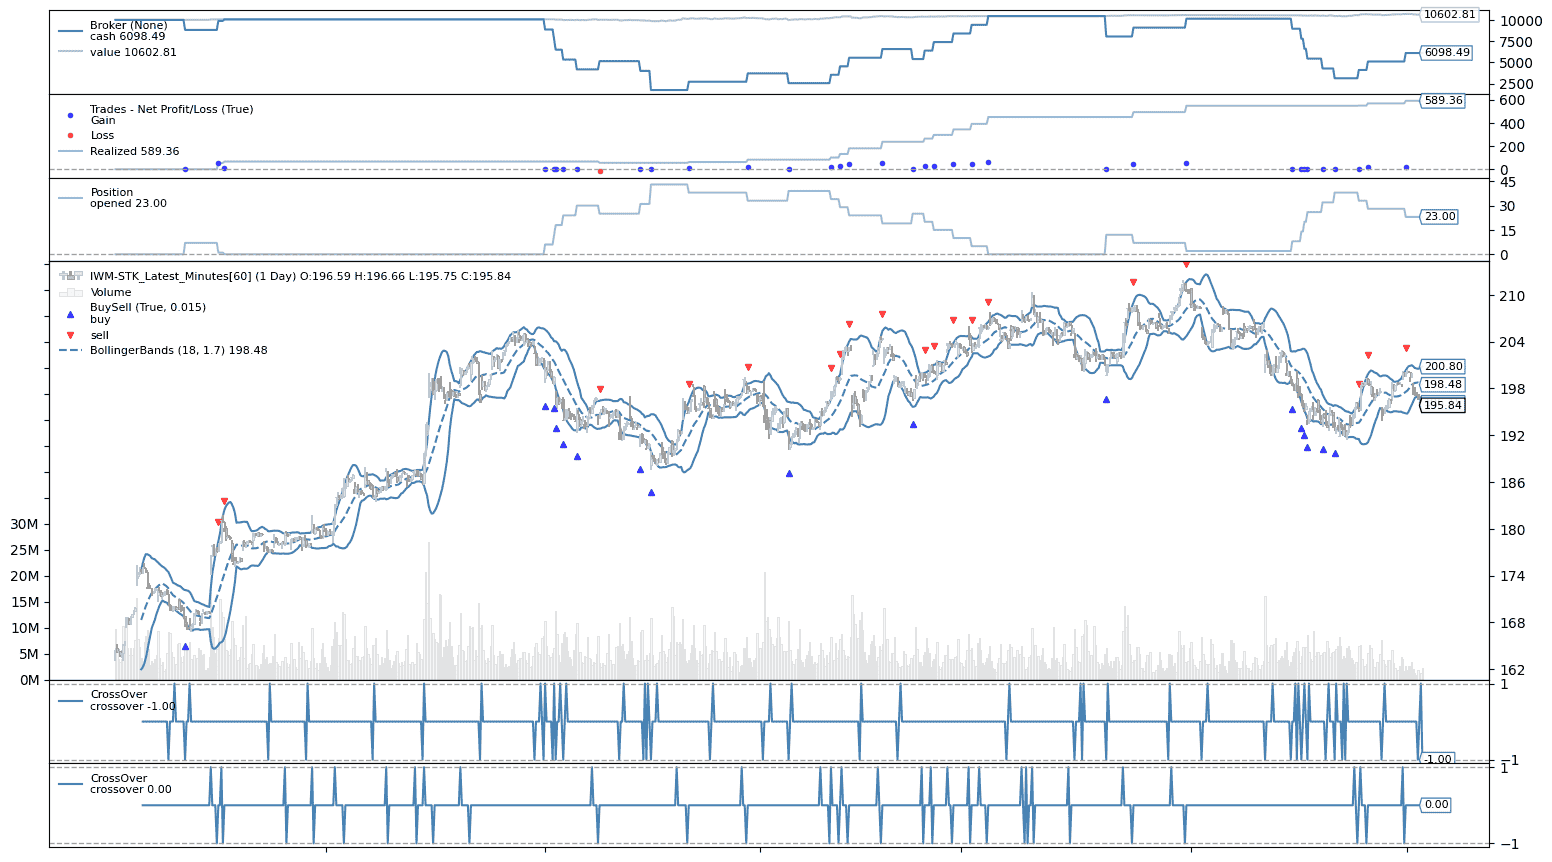 Broker (None)
cash 6098.49
value 10602.81
10602.81
6098.49
10000
7500
5000
2500
Trades - Net Profit/Loss (True)
Gain
Loss
Realized 589.36
589.36
600
400
200
0
Position
opened 23.00
23.00
45
30
15
0
IWM-STK_Latest_Minutes[60] (1 Day) O:196.59 H:196.66 L:195.75 C:195.84
Volume
BuySell (True, 0.015)
buy
sell
BollingerBands (18, 1.7) 198.48
200.80
198.48
195.84
210
204
198
192
186
180
174
168
162
30M
25M
20M
15M
10M
5M
0M
CrossOver
crossover -1.00
-1.00
1
−1
CrossOver
crossover 0.00
0.00
1
−1